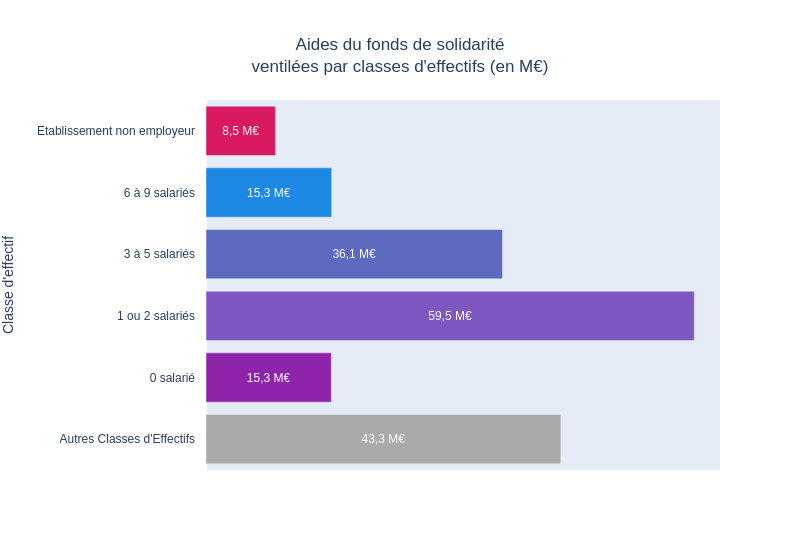 Aides du fonds de solidarité
ventilées par classes d'effectifs (en M€)
Classe d'effectif
Etablissement non employeur
8,5 M€
6 à 9 salariés
15,3 M€
3 à 5 salariés
36,1 M€
1 ou 2 salariés
59,5 M€
0 salarié
15,3 M€
Autres Classes d'Effectifs
43,3 M€